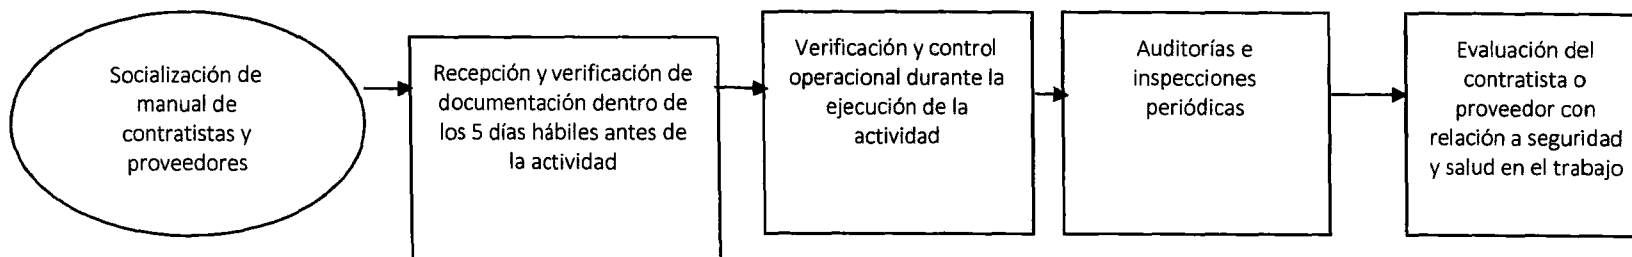 Socialización de
manual de
contratistas y
proveedores
Recepción y verificación de
documentación dentro de
los 5 días hábiles antes de
la actividad
Verificación y control
operacional durante la
ejecución de la
actividad
Auditorías e
inspecciones
periódicas
Evaluación del
contratista o
proveedor con
relación a seguridad
y salud en el trabajo